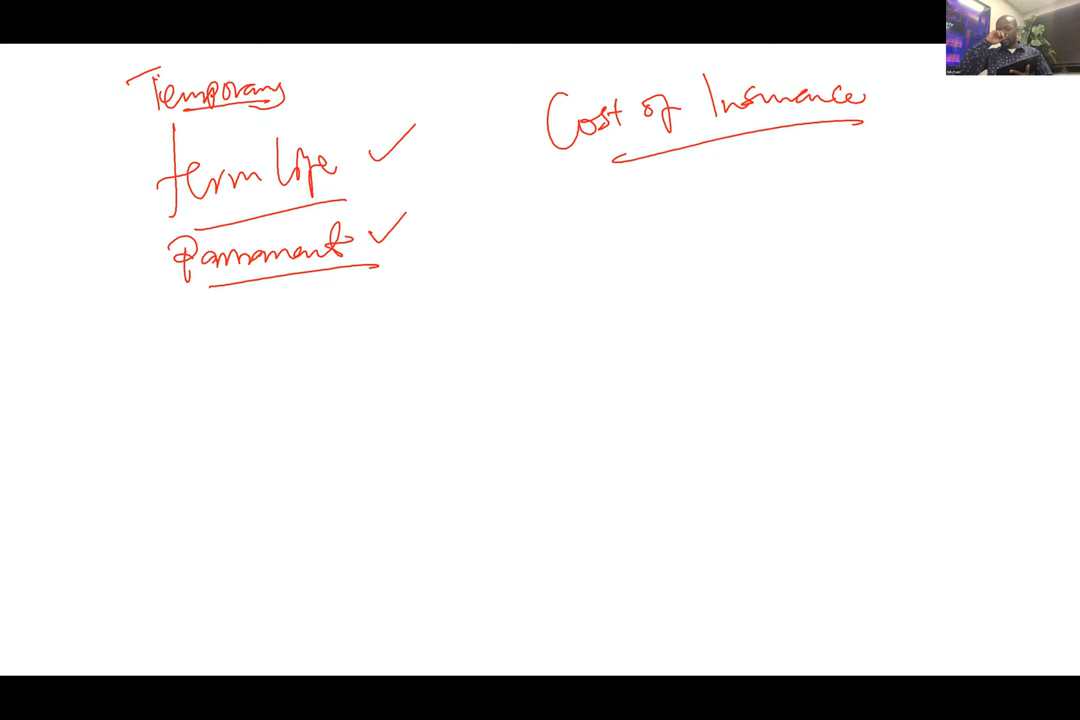 Temporary
term life ✓
Permanent ✓
Cost of Insurance